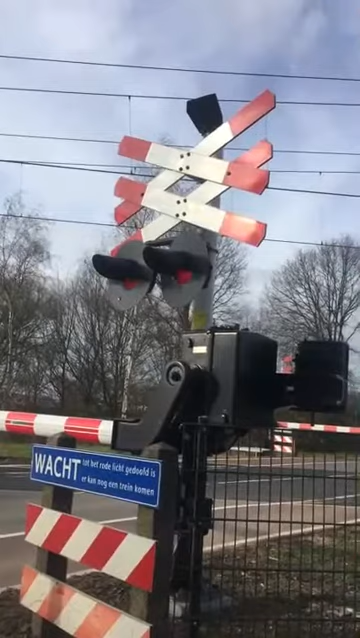 WACHT tot het rode licht gedoofd is
er kan nog een trein komen